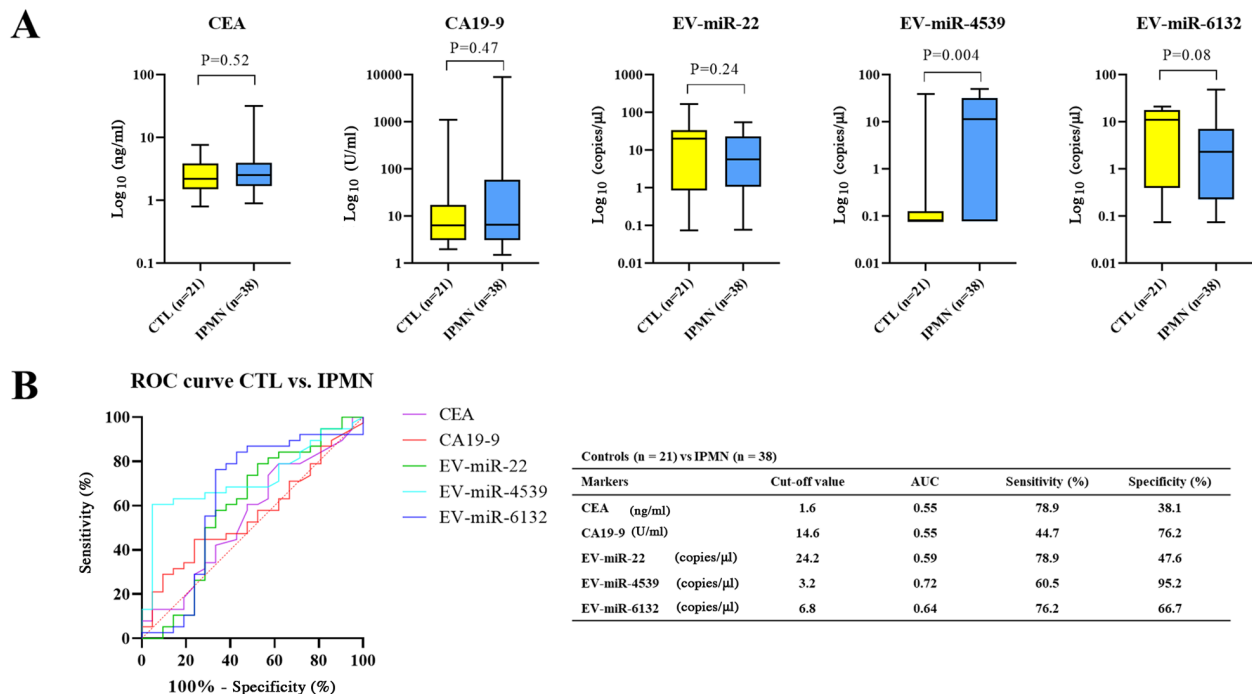 A
CEA
CA19-9
EV-miR-22
EV-miR-4539
EV-miR-6132
P=0.52
P=0.47
P=0.24
P=0.004
P=0.08
Log10 (ng/ml)
100
10
1
0.1
CTL (n=21)
IPMN (n=38)
Log10 (U/ml)
10000
1000
100
10
1
CTL (n=21)
IPMN (n=38)
Log10 (copies/µl)
1000
100
10
1
0.1
0.01
CTL (n=21)
IPMN (n=38)
Log10 (copies/µl)
100
10
1
0.1
0.01
CTL (n=21)
IPMN (n=38)
Log10 (copies/µl)
100
10
1
0.1
0.01
CTL (n=21)
IPMN (n=38)
B
ROC curve CTL vs. IPMN
Sensitivity (%)
100
80
60
40
20
0
0 20 40 60 80 100
100% - Specificity (%)
CEA
CA19-9
EV-miR-22
EV-miR-4539
EV-miR-6132
Controls (n = 21) vs IPMN (n = 38)
Markers Cut-off value AUC Sensitivity (%) Specificity (%)
CEA (ng/ml) 1.6 0.55 78.9 38.1
CA19-9 (U/ml) 14.6 0.55 44.7 76.2
EV-miR-22 (copies/µl) 24.2 0.59 78.9 47.6
EV-miR-4539 (copies/µl) 3.2 0.72 60.5 95.2
EV-miR-6132 (copies/µl) 6.8 0.64 76.2 66.7